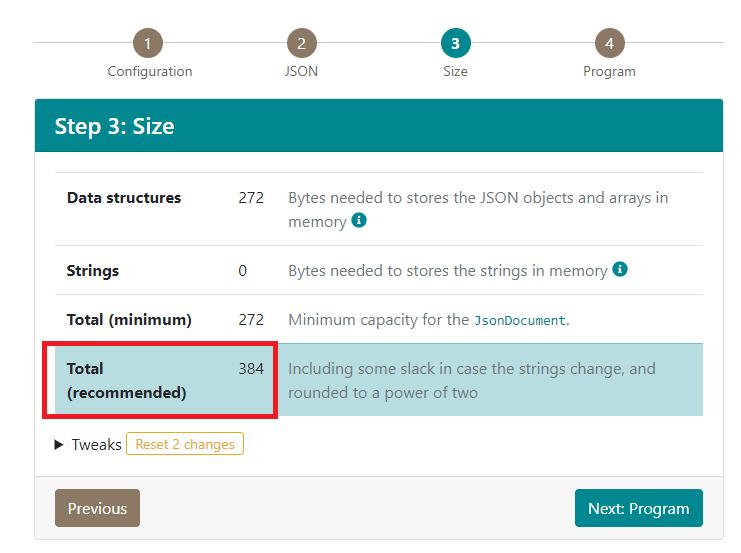 1
2
3
4
Configuration
JSON
Size
Program
Step 3: Size
Data structures 272 Bytes needed to stores the JSON objects and arrays in
memory i
Strings 0 Bytes needed to stores the strings in memory i
Total (minimum) 272 Minimum capacity for the JsonDocument.
Total 384 Including some slack in case the strings change, and
(recommended) rounded to a power of two
Tweaks Reset 2 changes
Previous
Next: Program